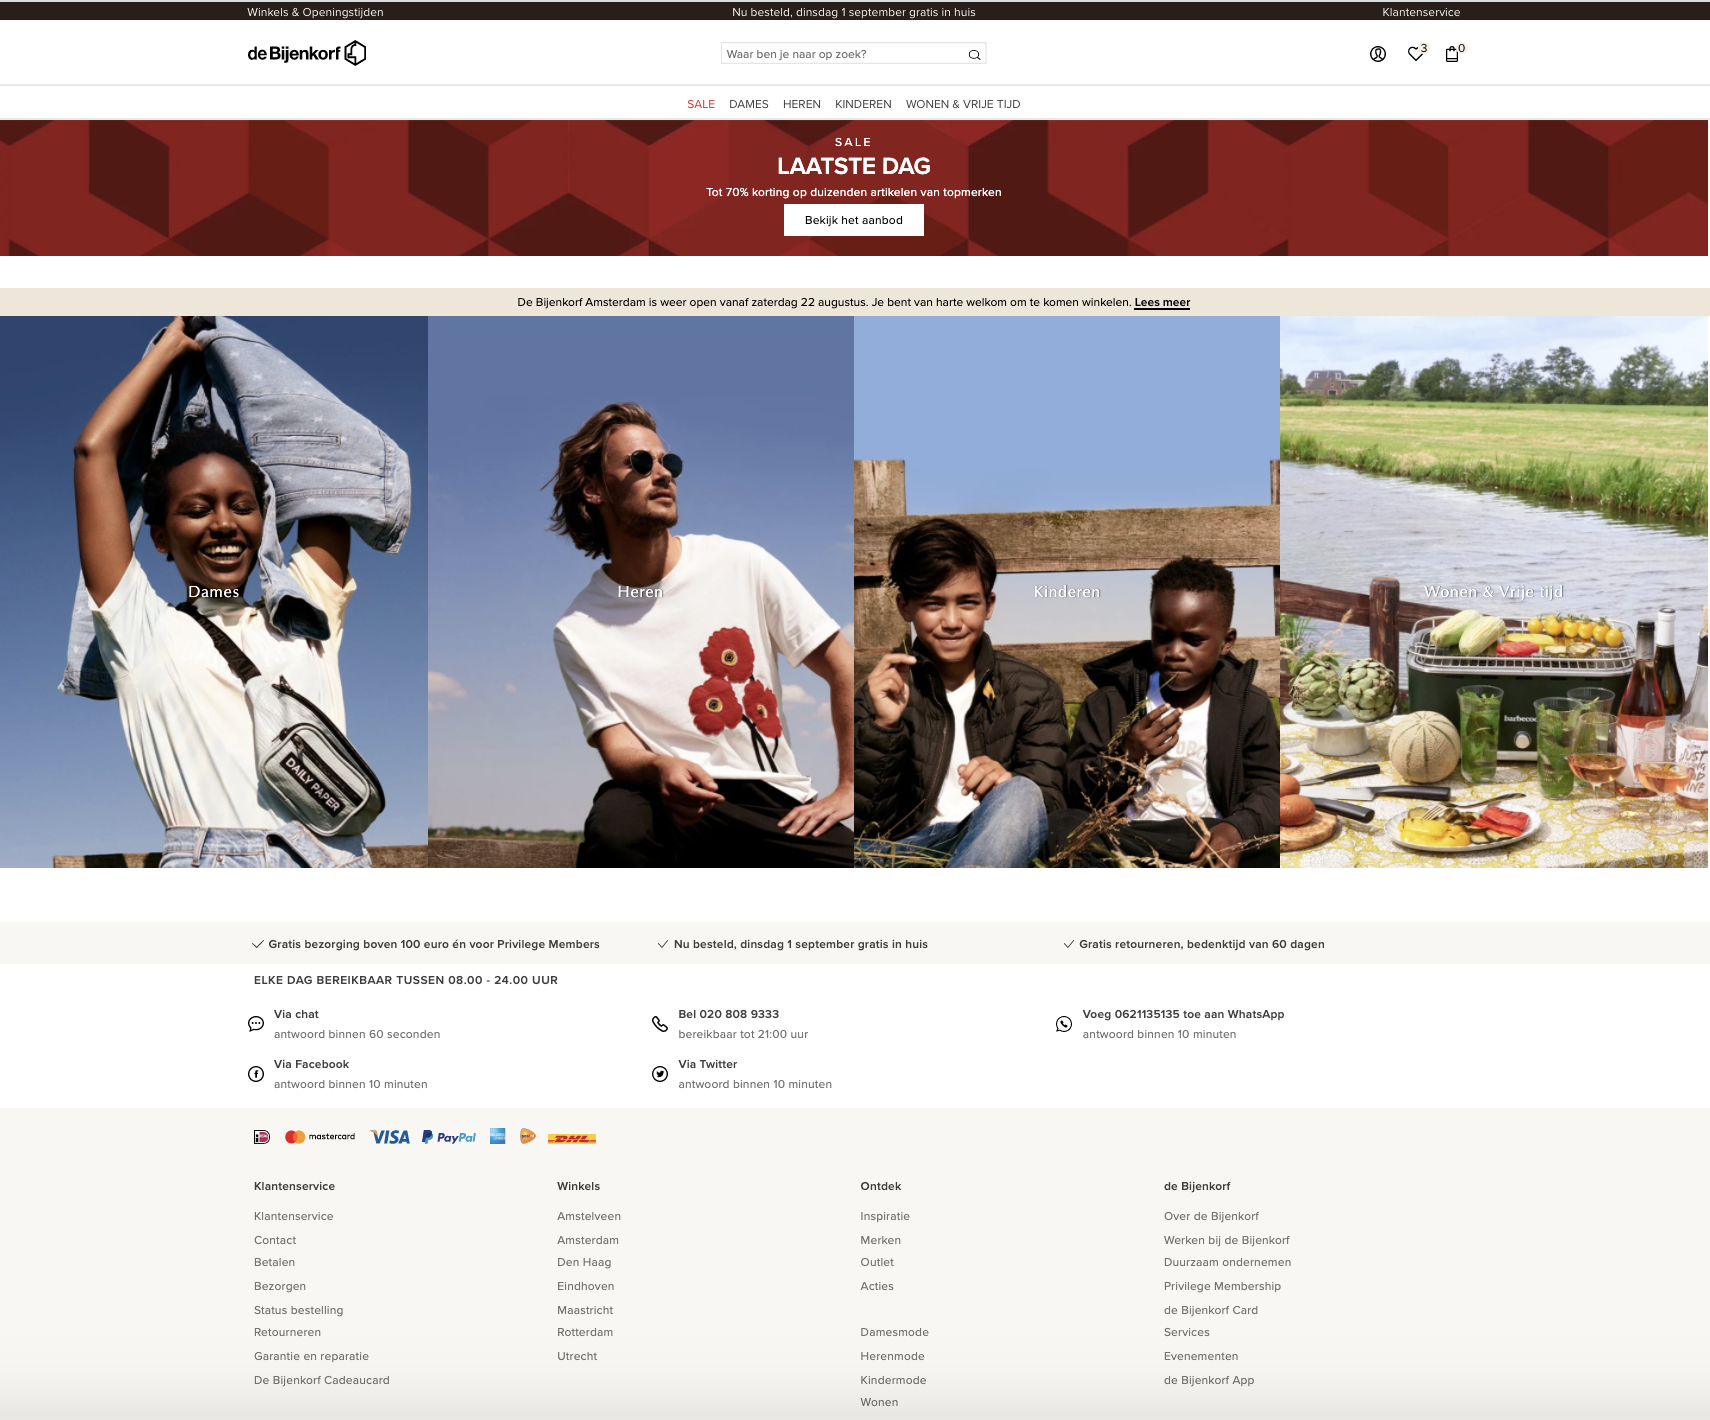 Winkels & Openingstijden
Nu besteld, dinsdag 1 september gratis in huis
Klantenservice
de Bijenkorf
Waar ben je naar op zoek?
3
0
SALE DAMES HEREN KINDEREN WONEN & VRIJE TIJD
SALE
LAATSTE DAG
Tot 70% korting op duizenden artikelen van topmerken
Bekijk het aanbod
De Bijenkorf Amsterdam is weer open vanaf zaterdag 22 augustus. Je bent van harte welkom om te komen winkelen. Lees meer
Dames
DAILY PAPER
Heren
Kinderen
Wonen & Vrije tijd
Gratis bezorging boven 100 euro én voor Privilege Members
Nu besteld, dinsdag 1 september gratis in huis
Gratis retourneren, bedenktijd van 60 dagen
ELKE DAG BEREIKBAAR TUSSEN 08.00 - 24.00 UUR
Via chat
antwoord binnen 60 seconden
Bel 020 808 9333
bereikbaar tot 21:00 uur
Voeg 0621135135 toe aan WhatsApp
antwoord binnen 10 minuten
Via Facebook
antwoord binnen 10 minuten
Via Twitter
antwoord binnen 10 minuten
mastercard VISA PayPal DHL
Klantenservice
Klantenservice
Contact
Betalen
Bezorgen
Status bestelling
Retourneren
Garantie en reparatie
De Bijenkorf Cadeaucard
Winkels
Amstelveen
Amsterdam
Den Haag
Eindhoven
Maastricht
Rotterdam
Utrecht
Ontdek
Inspiratie
Merken
Outlet
Acties
Damesmode
Herenmode
Kindermode
Wonen
de Bijenkorf
Over de Bijenkorf
Werken bij de Bijenkorf
Duurzaam ondernemen
Privilege Membership
de Bijenkorf Card
Services
Evenementen
de Bijenkorf App